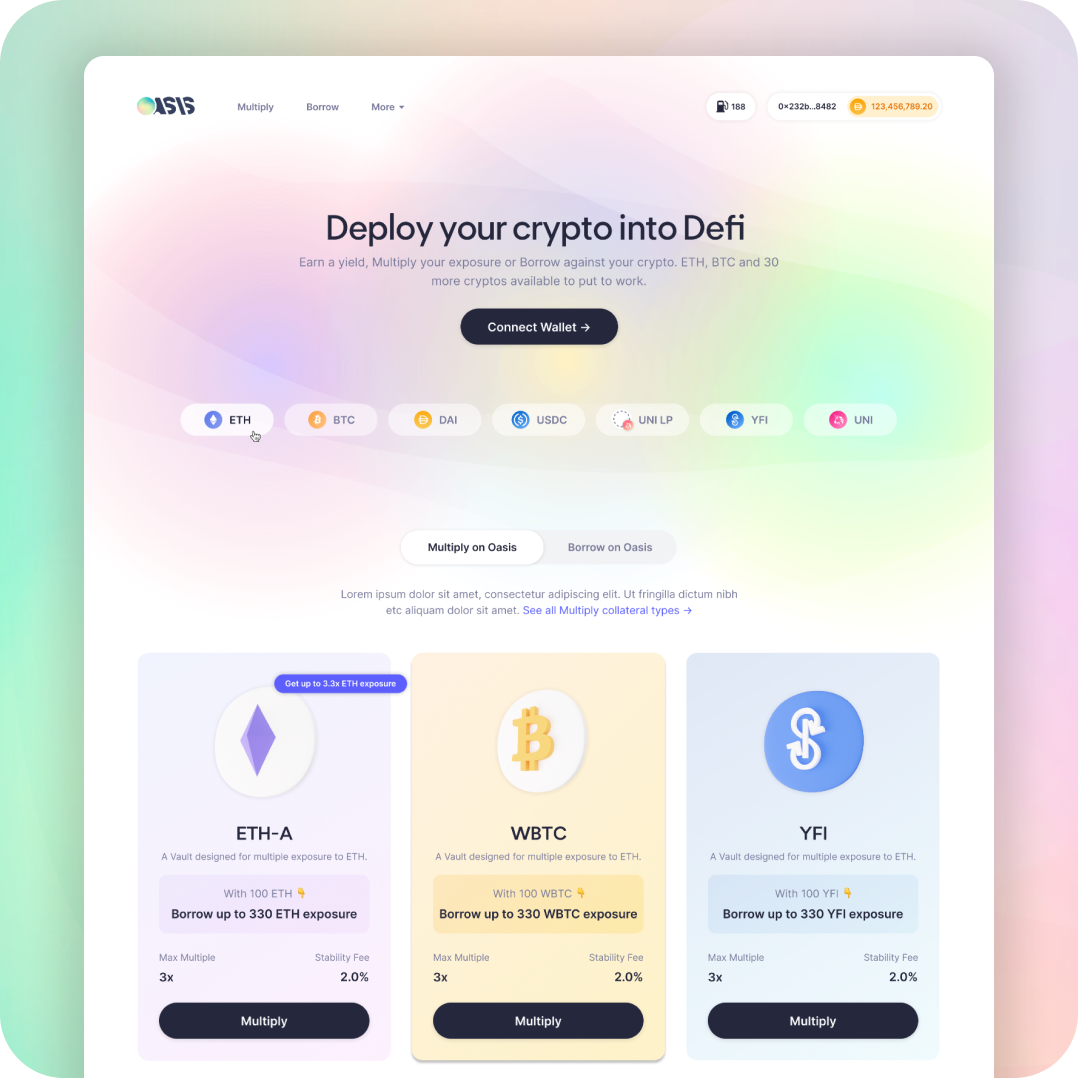 OASIS
Multiply
Borrow
More
188
0×232b...8482
123,456,789.20
Deploy your crypto into Defi
Earn a yield, Multiply your exposure or Borrow against your crypto. ETH, BTC and 30
more cryptos available to put to work.
Connect Wallet →
ETH
BTC
DAI
USDC
UNI LP
YFI
UNI
Multiply on Oasis
Borrow on Oasis
Lorem ipsum dolor sit amet, consectetur adipiscing elit. Ut fringilla dictum nibh
etc aliquam dolor sit amet. See all Multiply collateral types →
Get up to 3.3x ETH exposure
ETH-A
A Vault designed for multiple exposure to ETH.
With 100 ETH 👇
Borrow up to 330 ETH exposure
Max Multiple
Stability Fee
3x
2.0%
Multiply
WBTC
A Vault designed for multiple exposure to ETH.
With 100 WBTC 👇
Borrow up to 330 WBTC exposure
Max Multiple
Stability Fee
3x
2.0%
Multiply
YFI
A Vault designed for multiple exposure to ETH.
With 100 YFI 👇
Borrow up to 330 YFI exposure
Max Multiple
Stability Fee
3x
2.0%
Multiply